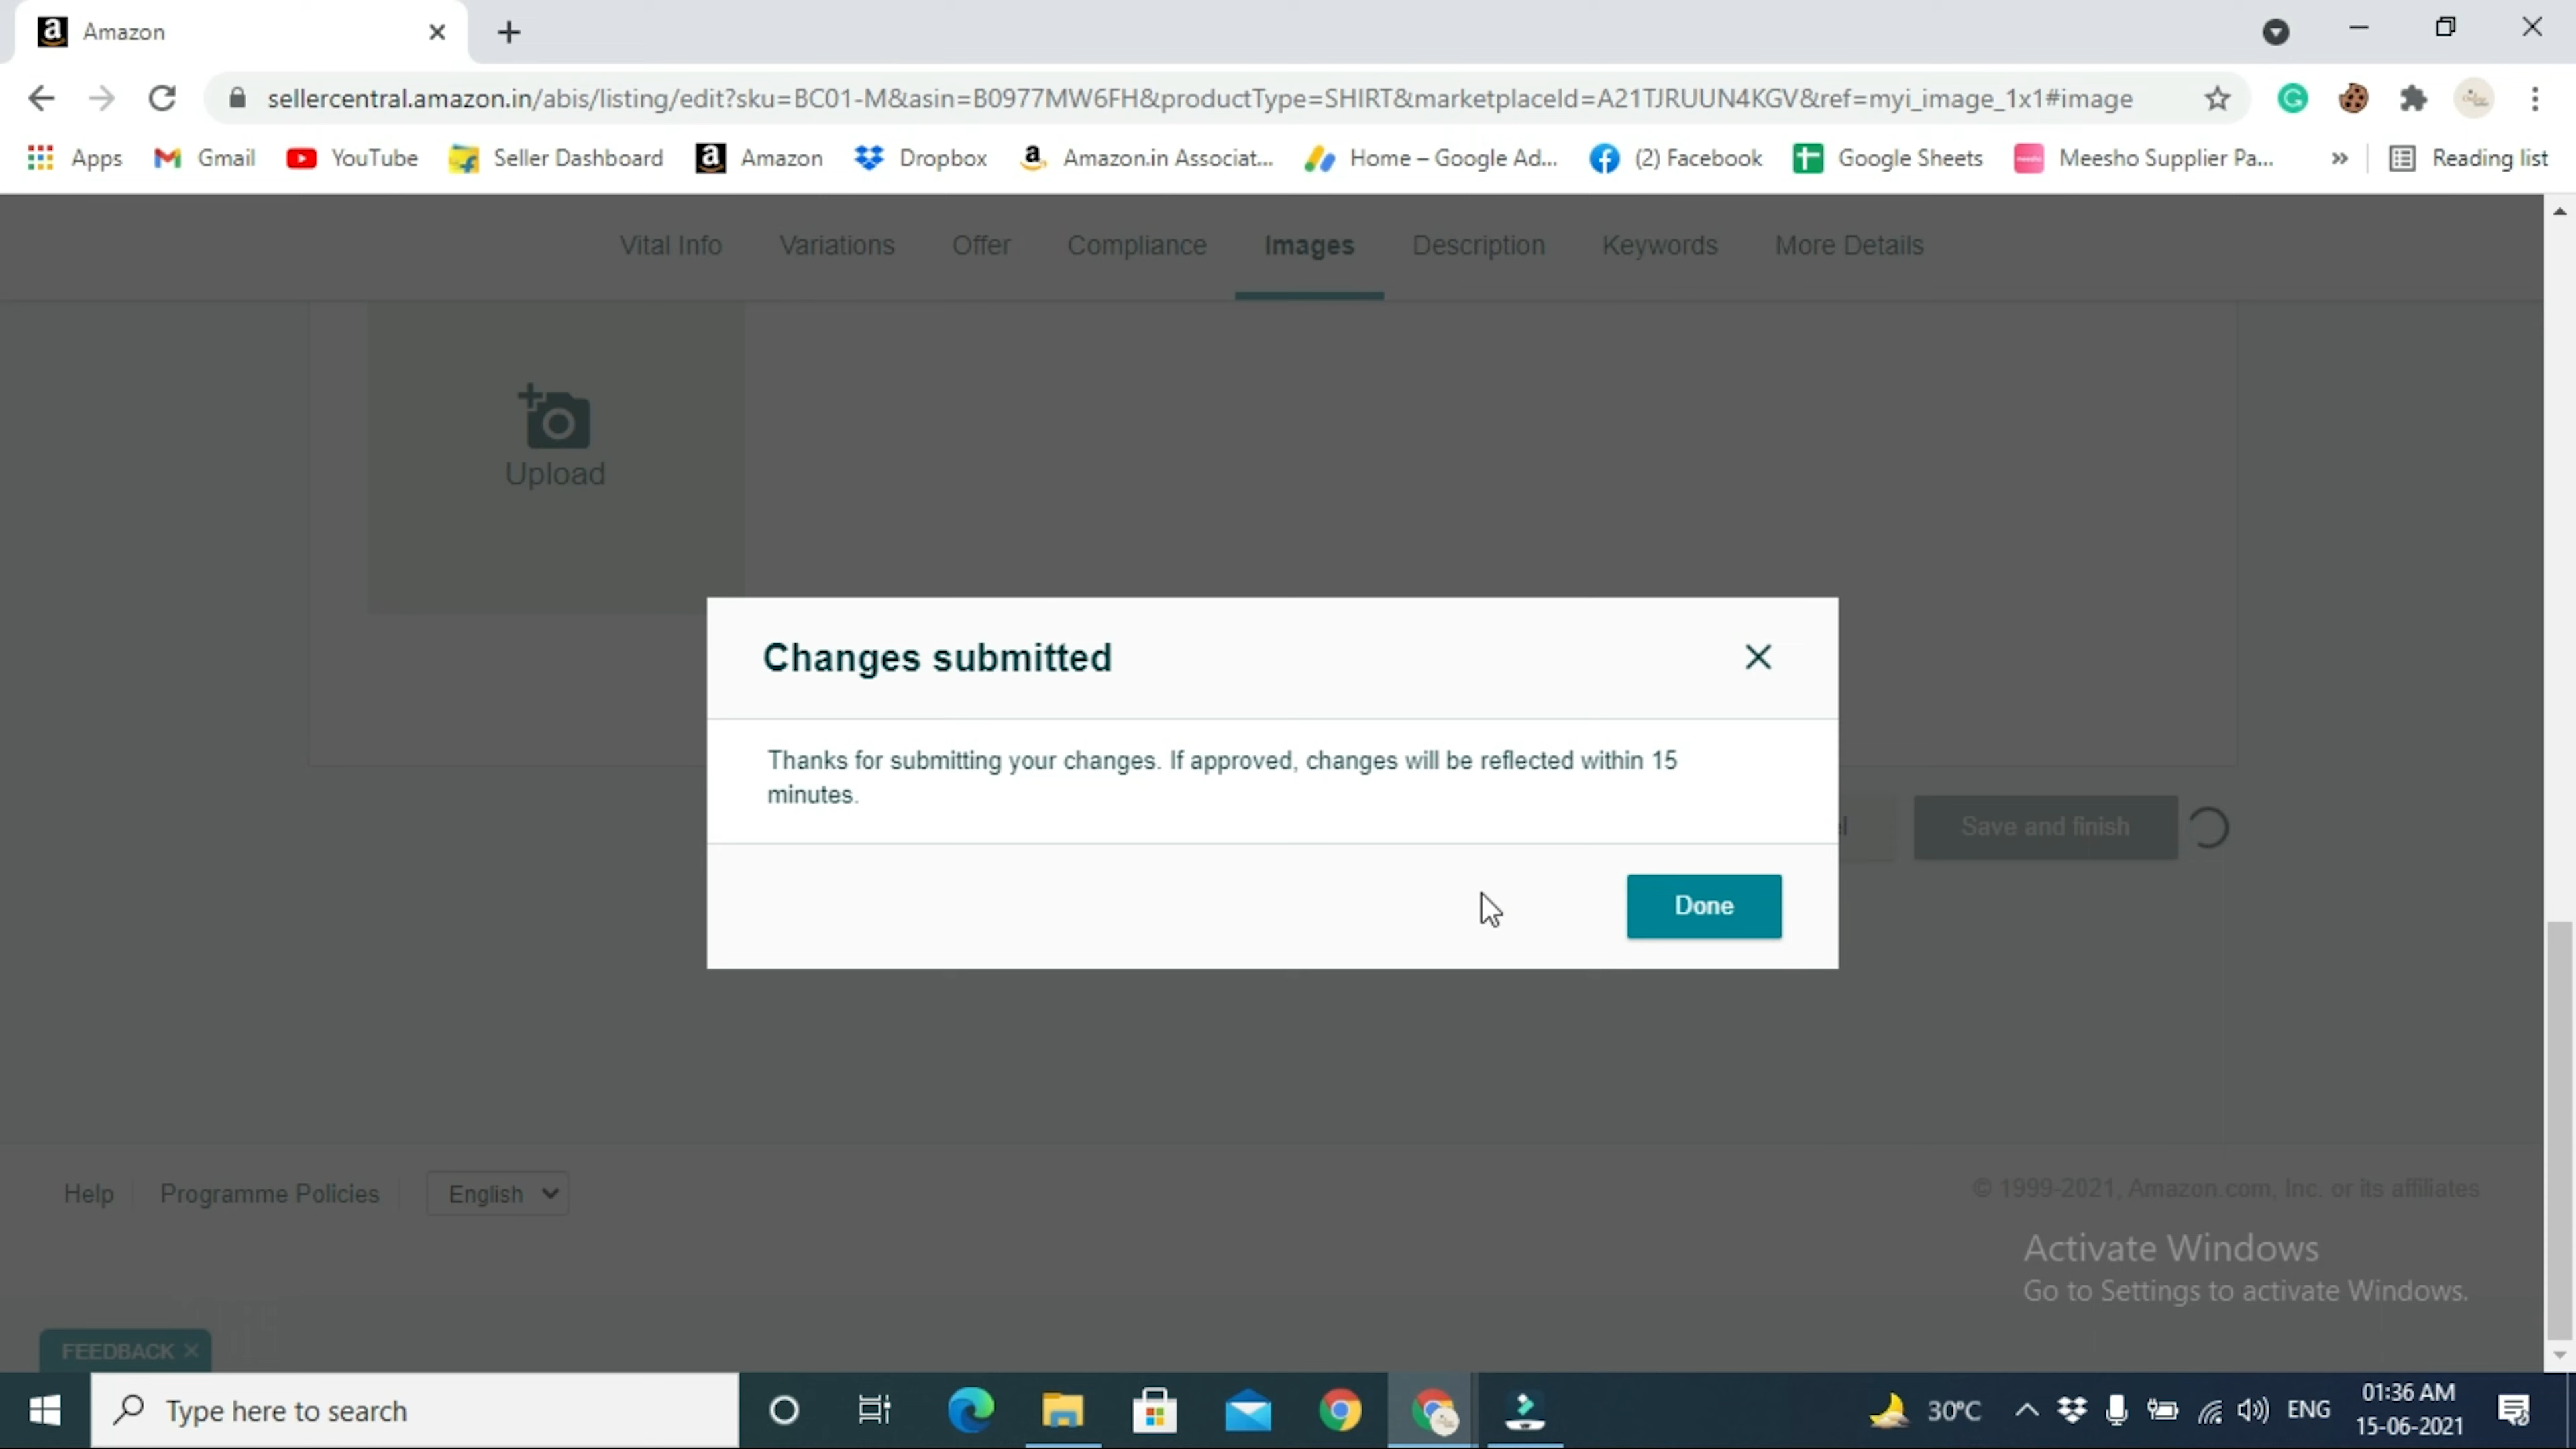 Amazon
sellercentral.amazon.in/abis/listing/edit?sku=BC01-M&asin=B0977MW6FH&productType=SHIRT&marketplaceId=A21TJRUUN4KGV&ref=myi_image_1x1#image
Apps Gmail YouTube Seller Dashboard Amazon Dropbox Amazon.in Associat... Home – Google Ad... (2) Facebook Google Sheets Meesho Supplier Pa... » Reading list
Vital Info Variations Offer Compliance Images Description Keywords More Details
Upload
Changes submitted
Thanks for submitting your changes. If approved, changes will be reflected within 15
minutes.
Save and finish
Done
Help Programme Policies English © 1999-2021, Amazon.com, Inc. or its affiliates
Activate Windows
Go to Settings to activate Windows.
FEEDBACK
Type here to search
30°C ENG 01:36 AM
15-06-2021